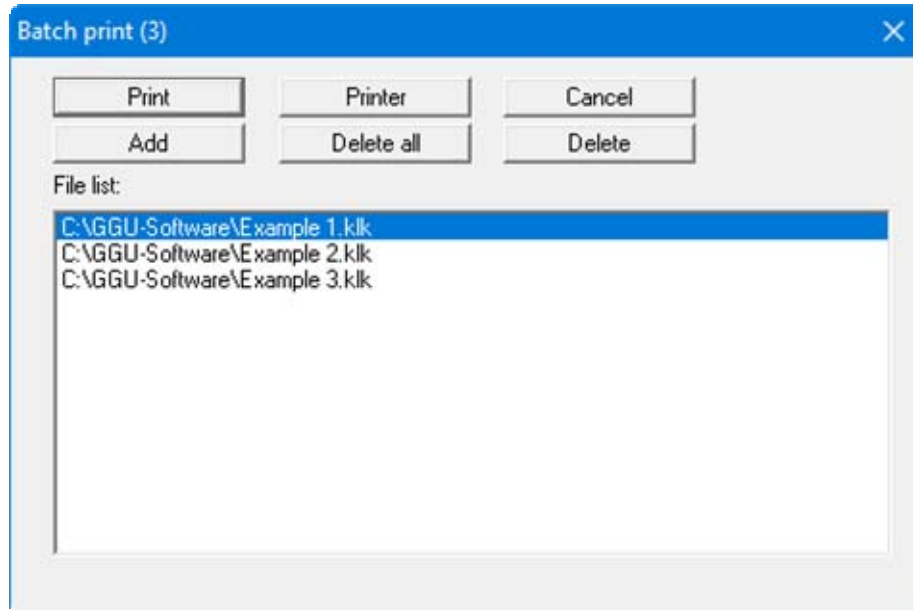 Batch print (3)
Print Printer Cancel
Add Delete all Delete
File list:
C:\GGU-Software\Example 1.klk
C:\GGU-Software\Example 2.klk
C:\GGU-Software\Example 3.klk